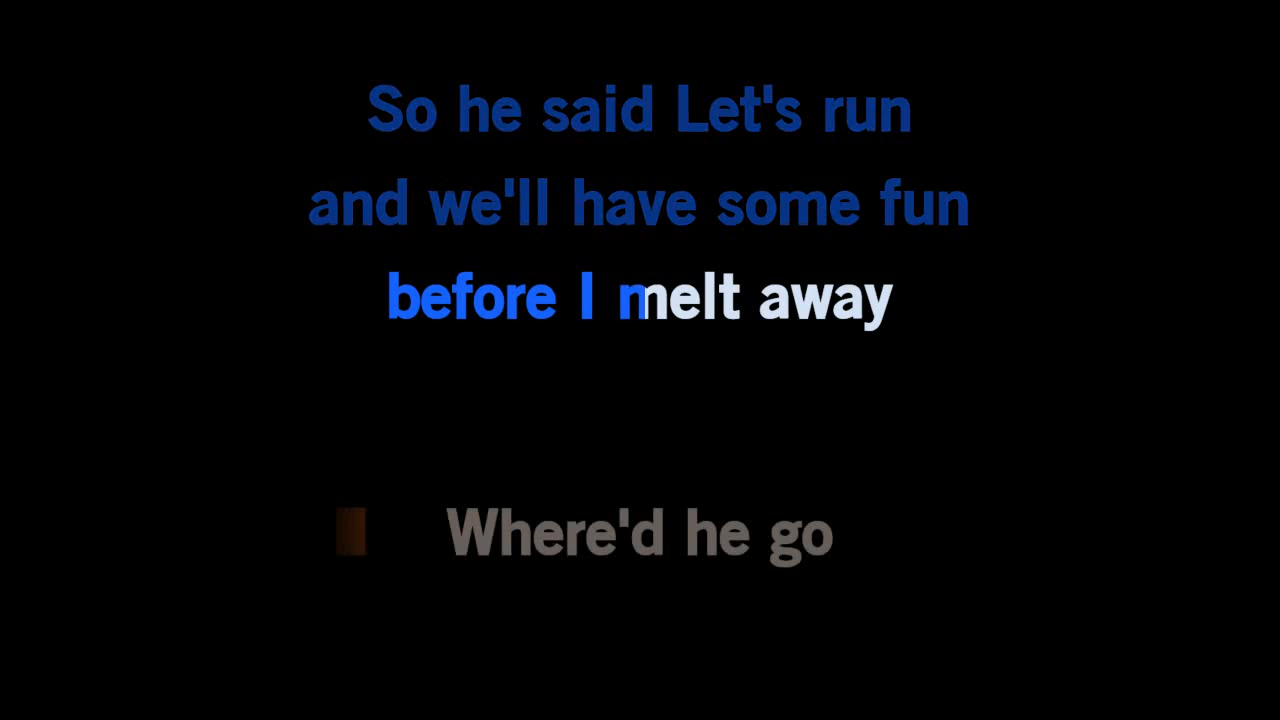 So he said Let's run
and we'll have some fun
before I melt away
Where'd he go